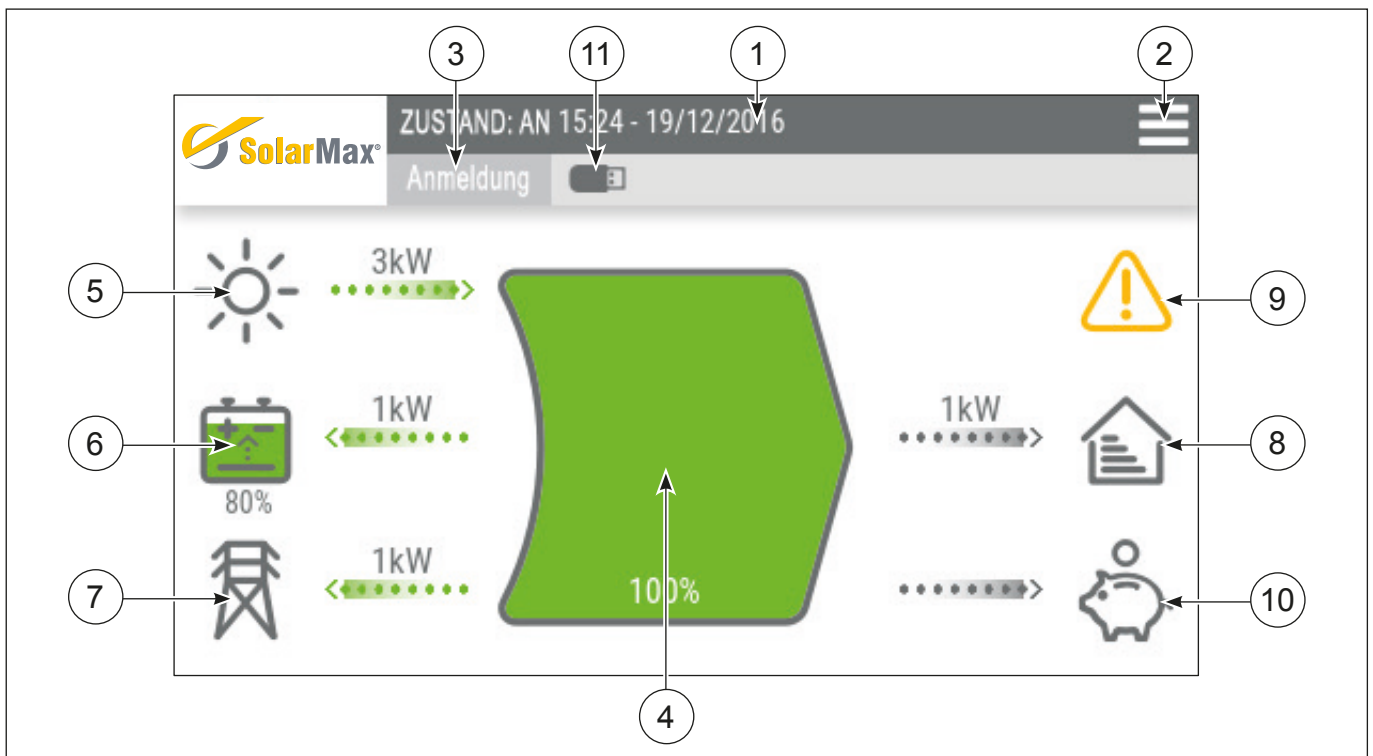 3 11 1 2
SolarMax®
ZUSTAND: AN 15:24 - 19/12/2016
Anmeldung
5 3kW 9
6 1kW 1kW 8
80%
7 1kW 100% 10
4